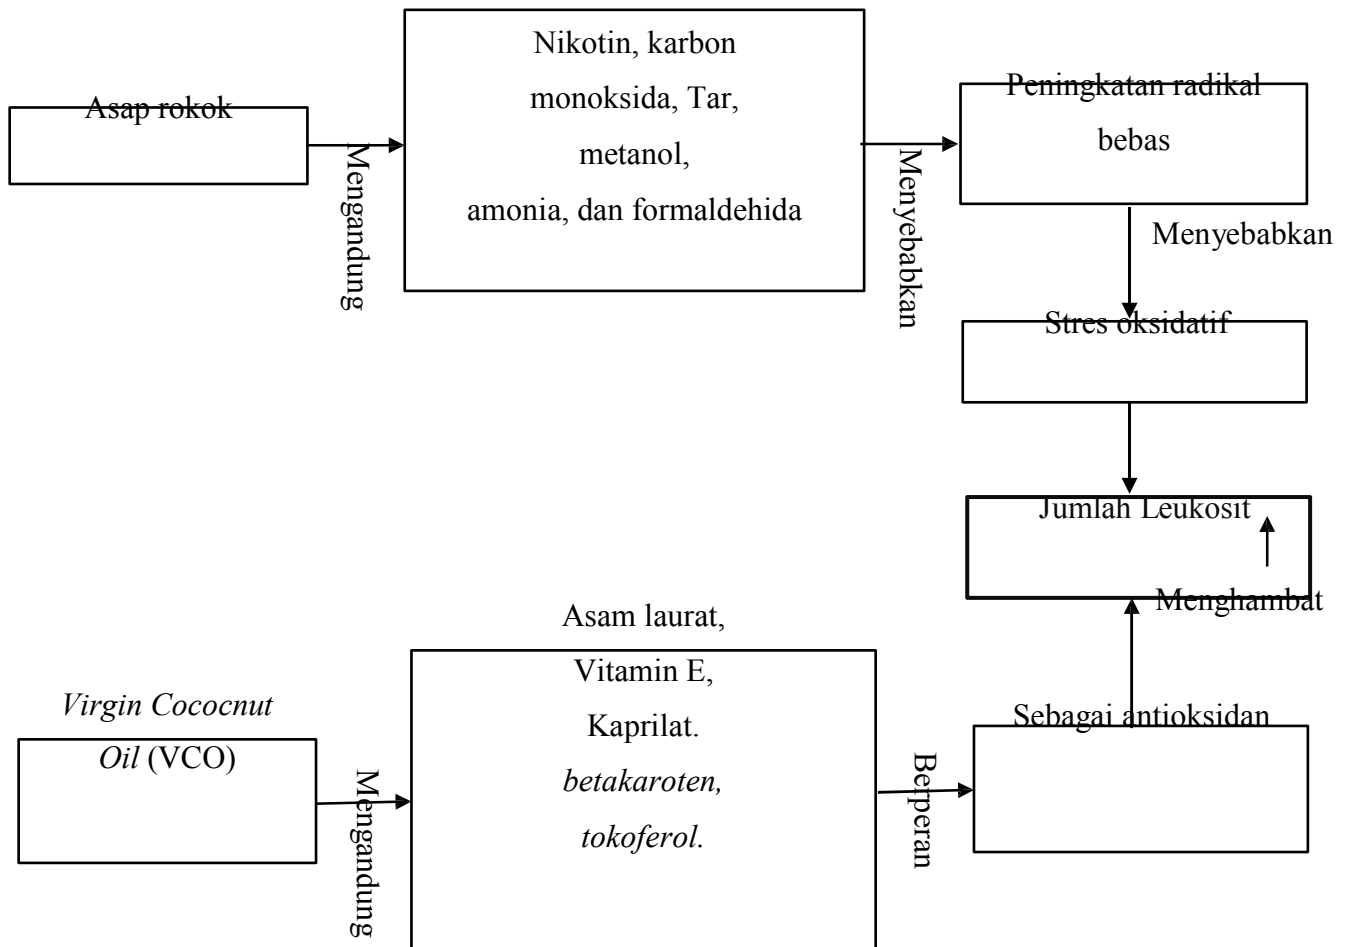 Asap rokok
Mengandung
Nikotin, karbon
monoksida, Tar,
metanol,
amonia, dan formaldehida
Menyebabkan
Peningkatan radikal
bebas
Menyebabkan
Stres oksidatif
Jumlah Leukosit
Menghambat
Virgin Cococnut
Oil (VCO)
Mengandung
Asam laurat,
Vitamin E,
Kaprilat.
betakaroten,
tokoferol.
Berperan
Sebagai antioksidan